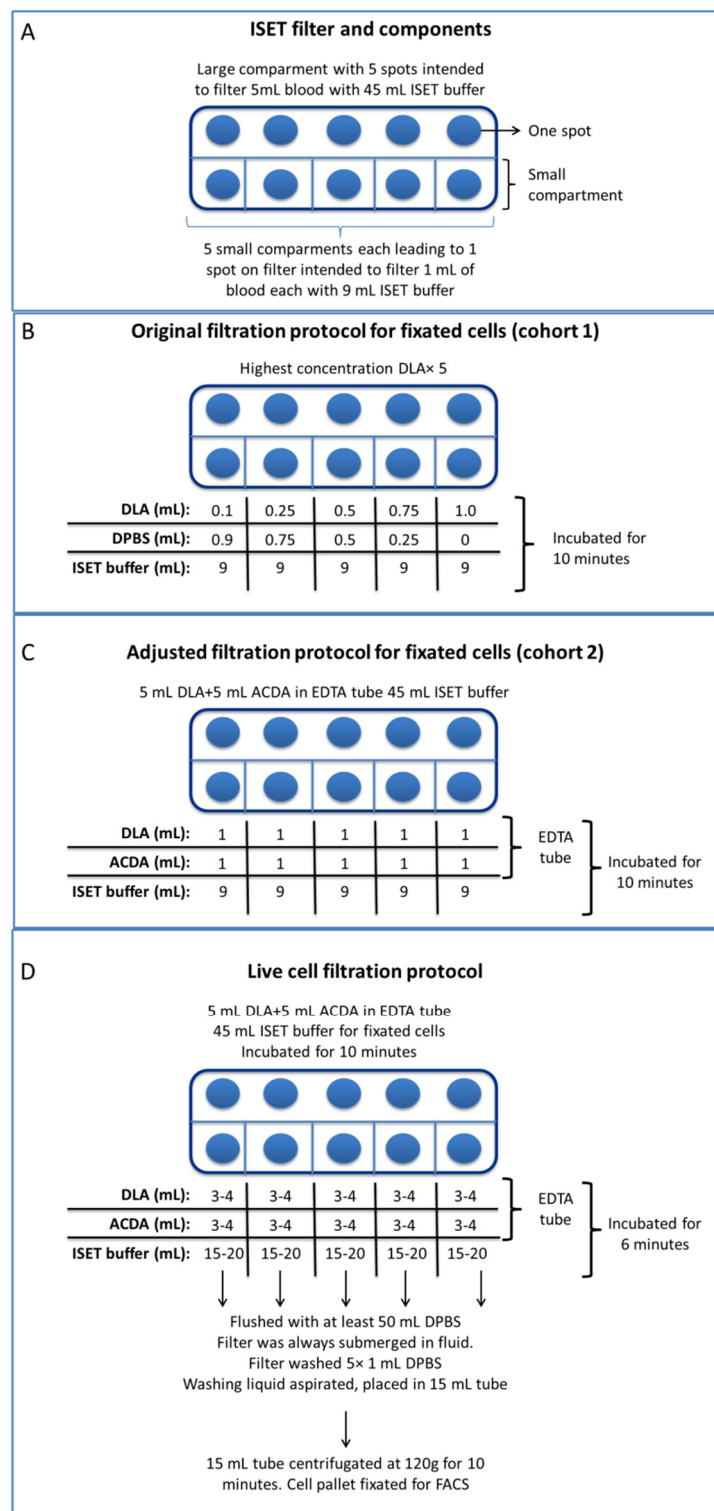 A
ISET filter and components
Large comparment with 5 spots intended
to filter 5mL blood with 45 mL ISET buffer
One spot
Small
compartment
5 small comparments each leading to 1
spot on filter intended to filter 1 mL of
blood each with 9 mL ISET buffer
B
Original filtration protocol for fixated cells (cohort 1)
Highest concentration DLA× 5
DLA (mL): 0.1 0.25 0.5 0.75 1.0
DPBS (mL): 0.9 0.75 0.5 0.25 0
ISET buffer (mL): 9 9 9 9 9
Incubated for
10 minutes
C
Adjusted filtration protocol for fixated cells (cohort 2)
5 mL DLA+5 mL ACDA in EDTA tube 45 mL ISET buffer
DLA (mL): 1 1 1 1 1
ACDA (mL): 1 1 1 1 1
ISET buffer (mL): 9 9 9 9 9
EDTA
tube
Incubated for
10 minutes
D
Live cell filtration protocol
5 mL DLA+5 mL ACDA in EDTA tube
45 mL ISET buffer for fixated cells
Incubated for 10 minutes
DLA (mL): 3-4 3-4 3-4 3-4 3-4
ACDA (mL): 3-4 3-4 3-4 3-4 3-4
ISET buffer (mL): 15-20 15-20 15-20 15-20 15-20
EDTA
tube
Incubated for
6 minutes
Flushed with at least 50 mL DPBS
Filter was always submerged in fluid.
Filter washed 5× 1 mL DPBS
Washing liquid aspirated, placed in 15 mL tube
15 mL tube centrifugated at 120g for 10
minutes. Cell pallet fixated for FACS